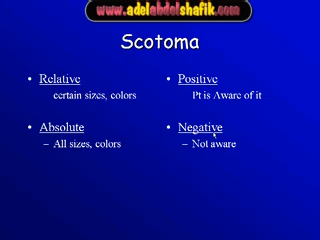 www.adelabdelshafik.com
Scotoma
• Relative
certain sizes, colors
• Absolute
– All sizes, colors
• Positive
Pt is Aware of it
• Negative
– Not aware